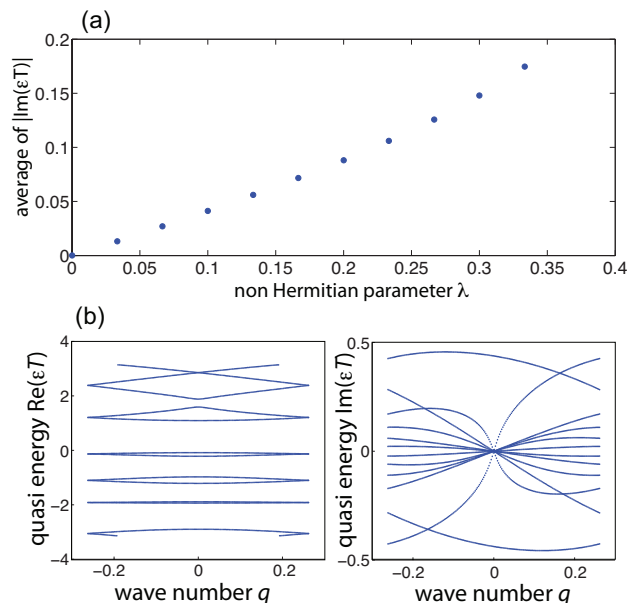 (a)
0.2
0.15
0.1
0.05
0
average of |Im(εT)|
0 0.05 0.1 0.15 0.2 0.25 0.3 0.35 0.4
non Hermitian parameter λ
(b)
4
2
0
−2
−4
quasi energy Re(εT)
−0.2 0 0.2
wave number q
0.5
0
−0.5
quasi energy Im(εT)
−0.2 0 0.2
wave number q